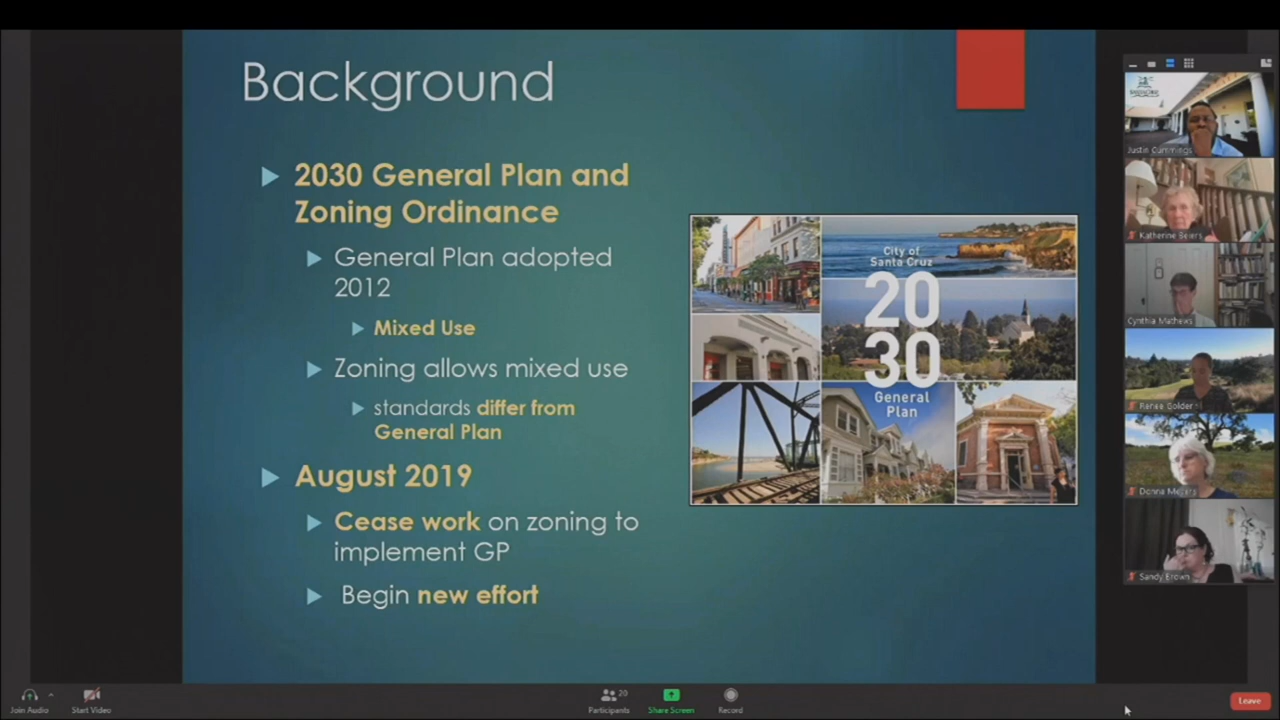 Background
2030 General Plan and
Zoning Ordinance
General Plan adopted
2012
Mixed Use
Zoning allows mixed use
standards differ from
General Plan
August 2019
Cease work on zoning to
implement GP
Begin new effort
City of
Santa Cruz
20
30
General
Plan
Justin Cummings
Katherine Beiers
Cynthia Mathews
Renee Golder
Donna Meyers
Sandy Brown
Join Audio
Start Video
20
Participants
Share Screen
Record
Leave